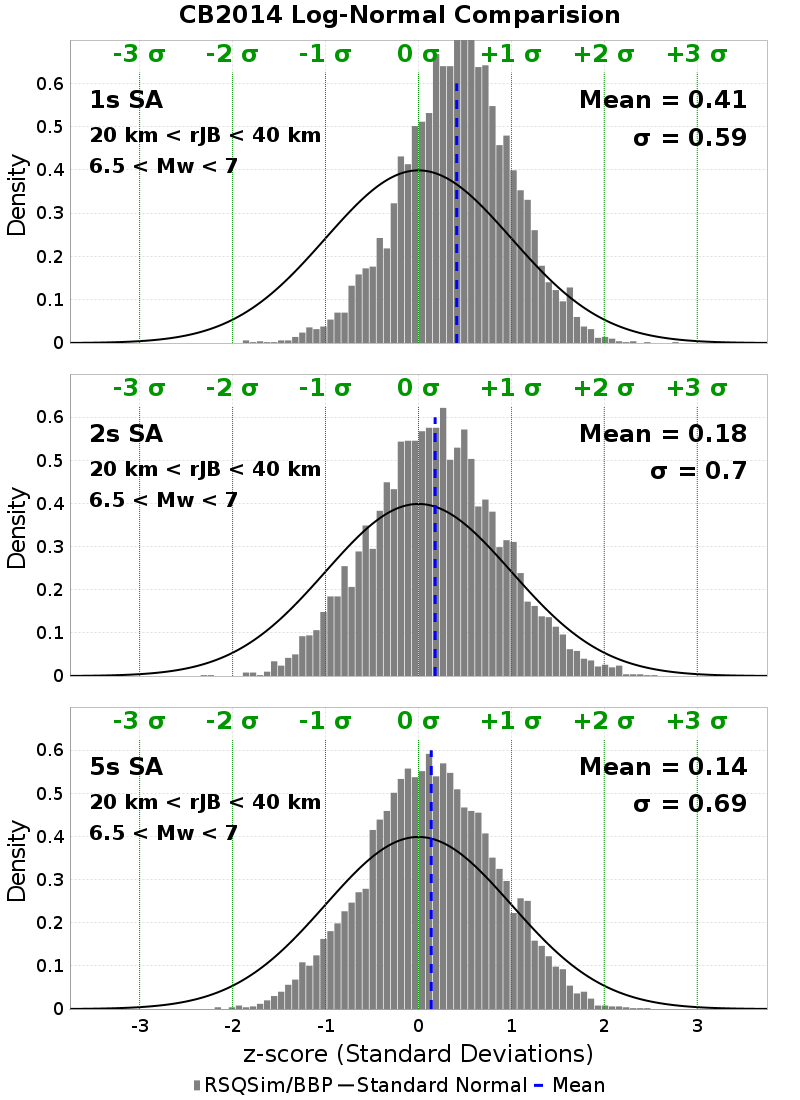 CB2014 Log-Normal Comparision
-3 σ -2 σ -1 σ 0 σ +1 σ +2 σ +3 σ
1s SA
20 km < rJB < 40 km
6.5 < Mw < 7
Mean = 0.41
σ = 0.59
0.6
0.5
0.4
0.3
0.2
0.1
0
Density
-3 σ -2 σ -1 σ 0 σ +1 σ +2 σ +3 σ
2s SA
20 km < rJB < 40 km
6.5 < Mw < 7
Mean = 0.18
σ = 0.7
0.6
0.5
0.4
0.3
0.2
0.1
0
Density
-3 σ -2 σ -1 σ 0 σ +1 σ +2 σ +3 σ
5s SA
20 km < rJB < 40 km
6.5 < Mw < 7
Mean = 0.14
σ = 0.69
0.6
0.5
0.4
0.3
0.2
0.1
0
Density
-3 -2 -1 0 1 2 3
z-score (Standard Deviations)
RSQSim/BBP Standard Normal Mean